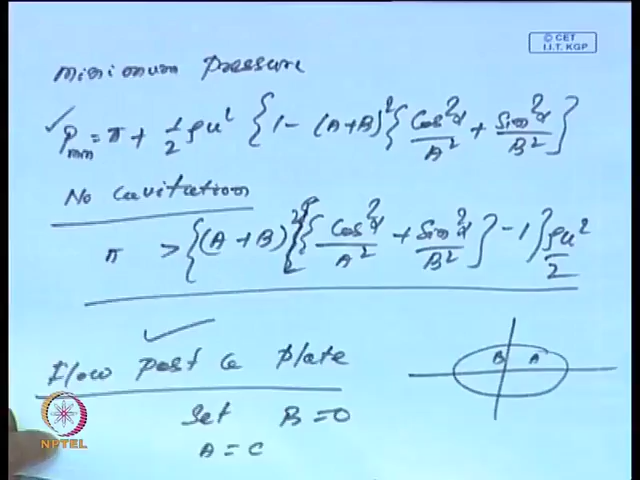 © CET
I.I.T. KGP
Minimum Pressure
P_min = π + 1/2 ρu² {1 - (A+B)² {Cos²α/A² + Sin²α/B²}
No Cavitation
π > {(A+B)² {Cos²α/A² + Sin²α/B²} - 1} ρu²/2
Flow Past a Plate
B A
Set B = 0
A = C
NPTEL